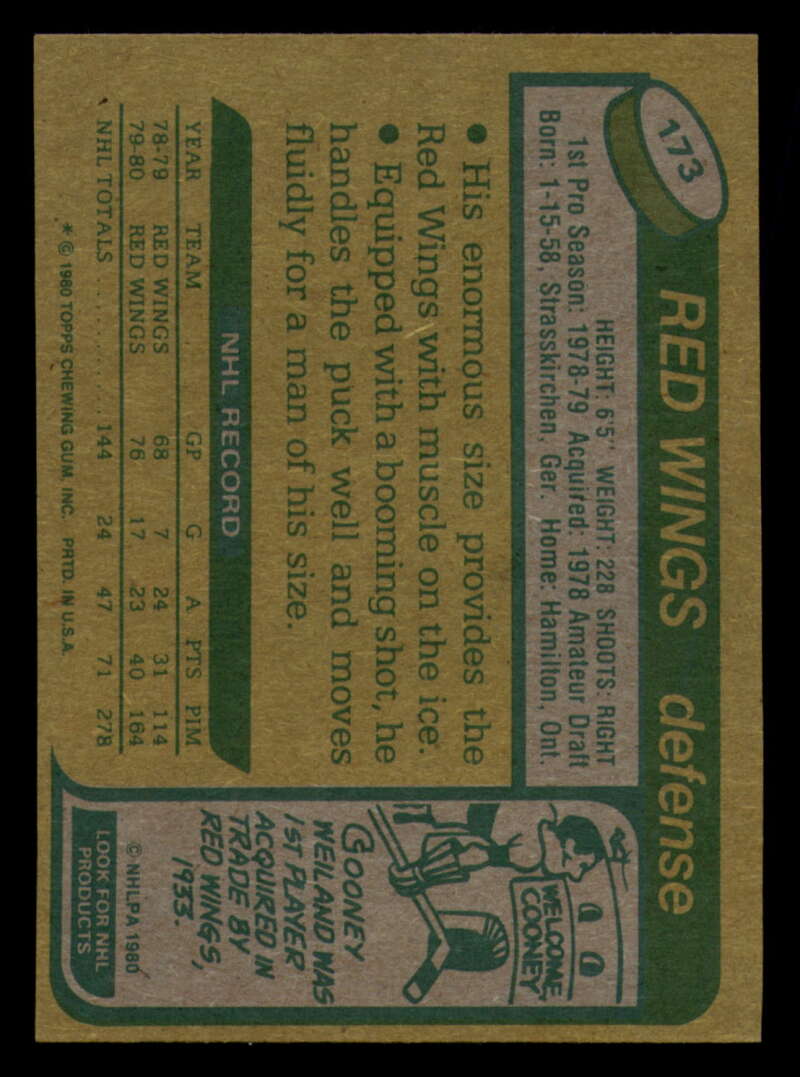 173
RED WINGS defense
HEIGHT: 6'5" WEIGHT: 228 SHOOTS: RIGHT
1st Pro Season: 1978-79 Acquired: 1978 Amateur Draft
Born: 1-15-58, Strasskirchen, Ger. Home: Hamilton, Ont.
• His enormous size provides the
Red Wings with muscle on the ice.
• Equipped with a booming shot, he
handles the puck well and moves
fluidly for a man of his size.
NHL RECORD
YEAR TEAM GP G A PTS PIM
78-79 RED WINGS 68 7 24 31 114
79-80 RED WINGS 76 17 23 40 164
NHL TOTALS ............ 144 24 47 71 278
* © 1980 TOPPS CHEWING GUM, INC. PRTD. IN U.S.A.
WELCOME
COONEY
COONEY
WEILAND WAS
1ST PLAYER
ACQUIRED IN
TRADE BY
RED WINGS,
1933.
© NHLPA 1980
LOOK FOR NHL
PRODUCTS